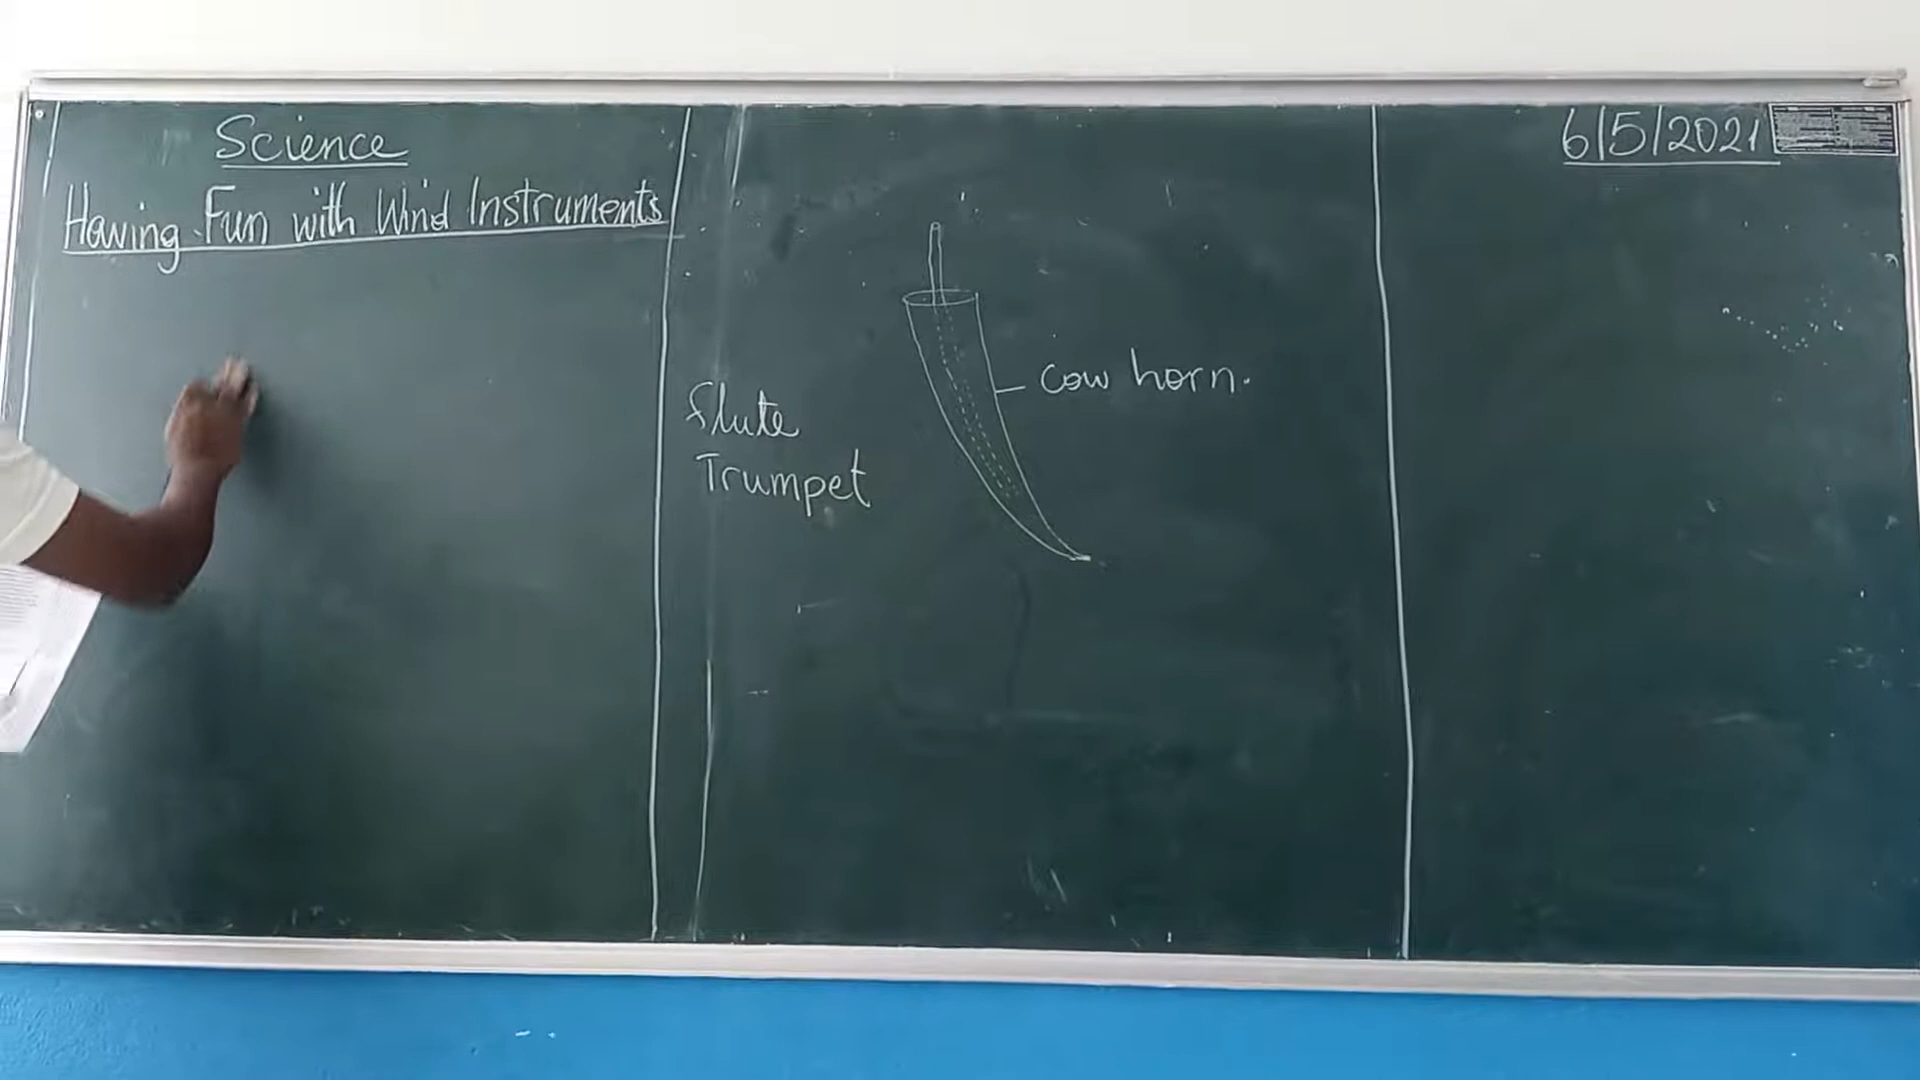 Science
Having Fun with Wind Instruments
Flute
Trumpet
cow horn.
6/5/2021